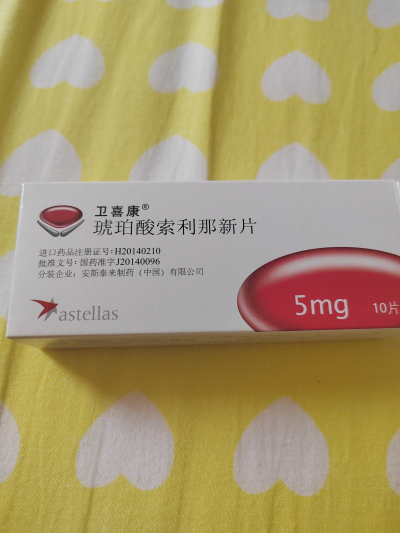 卫喜康®
琥珀酸索利那新片
进口药品注册证号:H20140210
批准文号:国药准字J20140096
分装企业:安斯泰来制药(中国)有限公司
astellas
5mg 10片